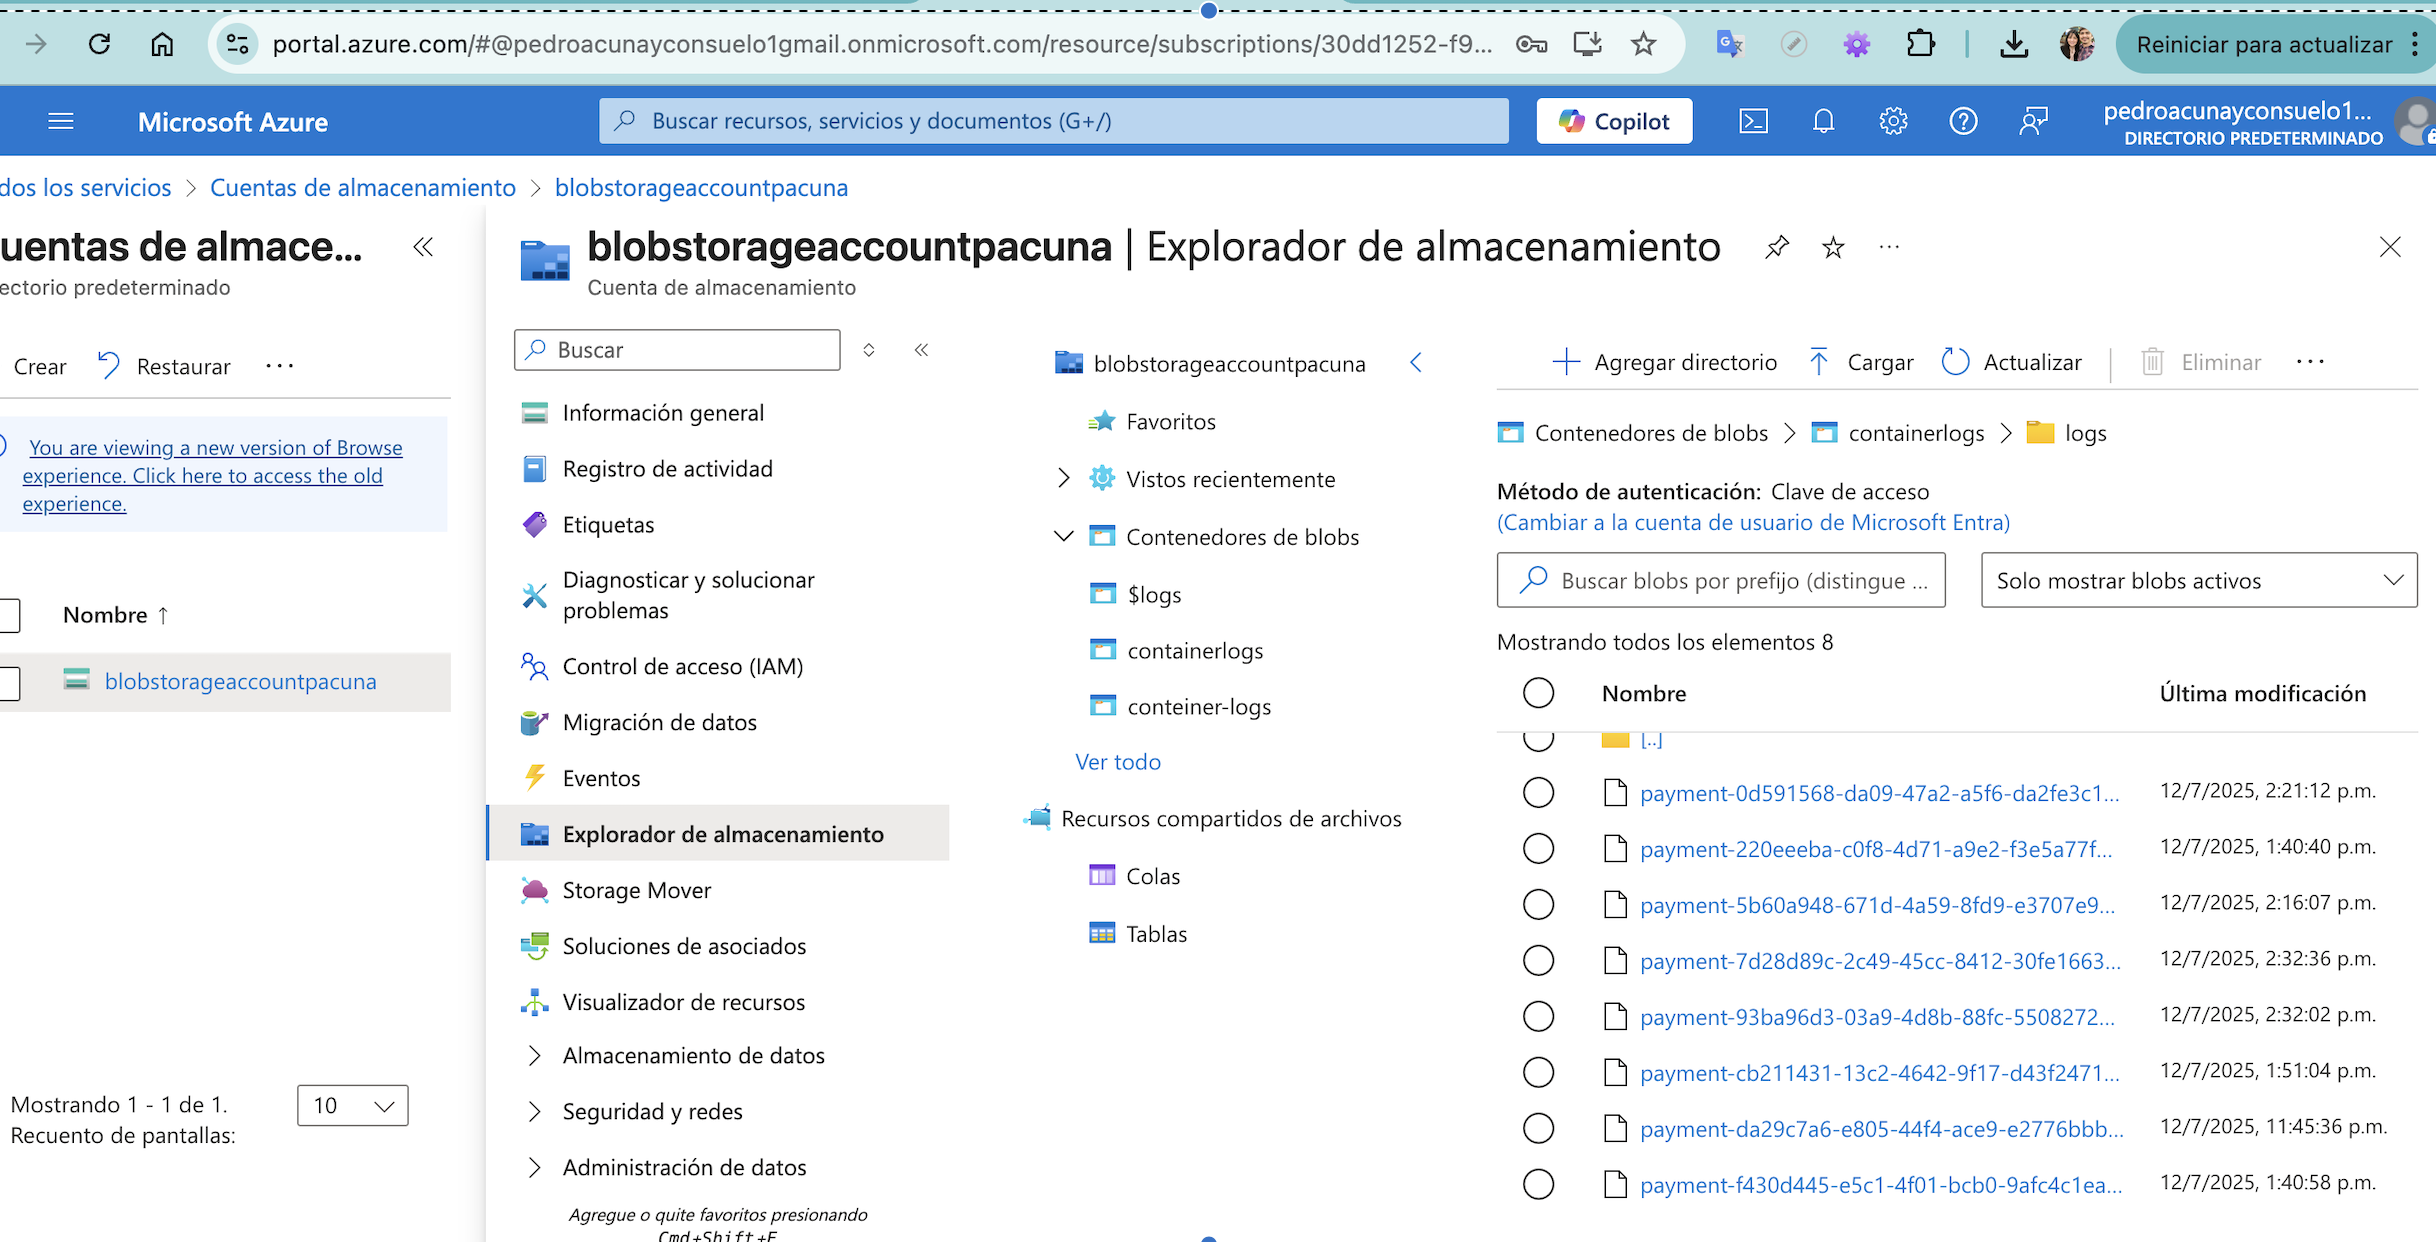 portal.azure.com/#@pedroacunayconsuelo1gmail.onmicrosoft.com/resource/subscriptions/30dd1252-f9...
Reiniciar para actualizar
Microsoft Azure
Buscar recursos, servicios y documentos (G+/)
Copilot
pedroacunayconsuelo1...
DIRECTORIO PREDETERMINADO
dos los servicios > Cuentas de almacenamiento > blobstorageaccountpacuna
uentas de almace...
ectorio predeterminado
Crear
Restaurar
...
You are viewing a new version of Browse
experience. Click here to access the old
experience.
Nombre ↑
blobstorageaccountpacuna
Mostrando 1 - 1 de 1.
Recuento de pantallas:
10
blobstorageaccountpacuna | Explorador de almacenamiento
...
Cuenta de almacenamiento
Buscar
Información general
Registro de actividad
Etiquetas
Diagnosticar y solucionar
problemas
Control de acceso (IAM)
Migración de datos
Eventos
Explorador de almacenamiento
Storage Mover
Soluciones de asociados
Visualizador de recursos
Almacenamiento de datos
Seguridad y redes
Administración de datos
Agregue o quite favoritos presionando
Cmd+Shift+F
blobstorageaccountpacuna
Favoritos
Vistos recientemente
Contenedores de blobs
$logs
containerlogs
conteiner-logs
Ver todo
Recursos compartidos de archivos
Colas
Tablas
Agregar directorio
Cargar
Actualizar
Eliminar
...
Contenedores de blobs > containerlogs > logs
Método de autenticación: Clave de acceso
(Cambiar a la cuenta de usuario de Microsoft Entra)
Buscar blobs por prefijo (distingue ...
Solo mostrar blobs activos
Mostrando todos los elementos 8
Nombre
Última modificación
[..]
payment-0d591568-da09-47a2-a5f6-da2fe3c1... 12/7/2025, 2:21:12 p.m.
payment-220eeeba-c0f8-4d71-a9e2-f3e5a77f... 12/7/2025, 1:40:40 p.m.
payment-5b60a948-671d-4a59-8fd9-e3707e9... 12/7/2025, 2:16:07 p.m.
payment-7d28d89c-2c49-45cc-8412-30fe1663... 12/7/2025, 2:32:36 p.m.
payment-93ba96d3-03a9-4d8b-88fc-5508272... 12/7/2025, 2:32:02 p.m.
payment-cb211431-13c2-4642-9f17-d43f2471... 12/7/2025, 1:51:04 p.m.
payment-da29c7a6-e805-44f4-ace9-e2776bbb... 12/7/2025, 11:45:36 p.m.
payment-f430d445-e5c1-4f01-bcb0-9afc4c1ea... 12/7/2025, 1:40:58 p.m.